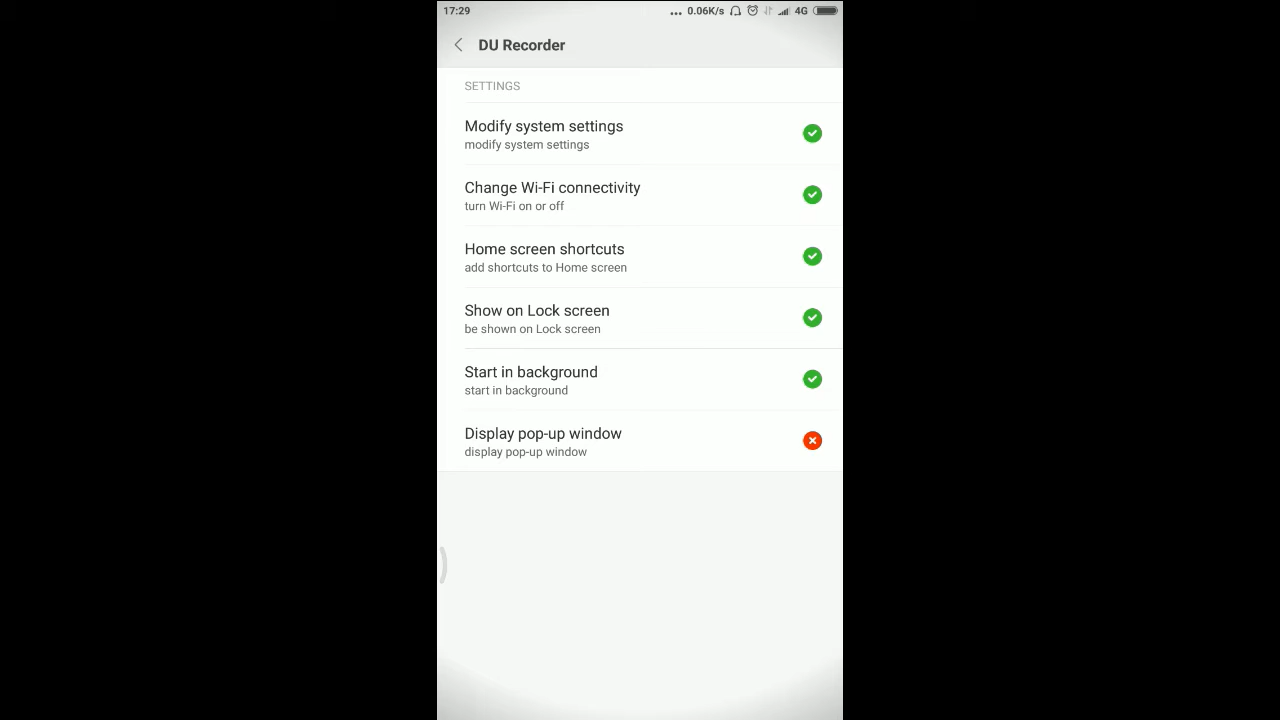 17:29 ... 0.06K/s 4G
DU Recorder
SETTINGS
Modify system settings
modify system settings
Change Wi-Fi connectivity
turn Wi-Fi on or off
Home screen shortcuts
add shortcuts to Home screen
Show on Lock screen
be shown on Lock screen
Start in background
start in background
Display pop-up window
display pop-up window